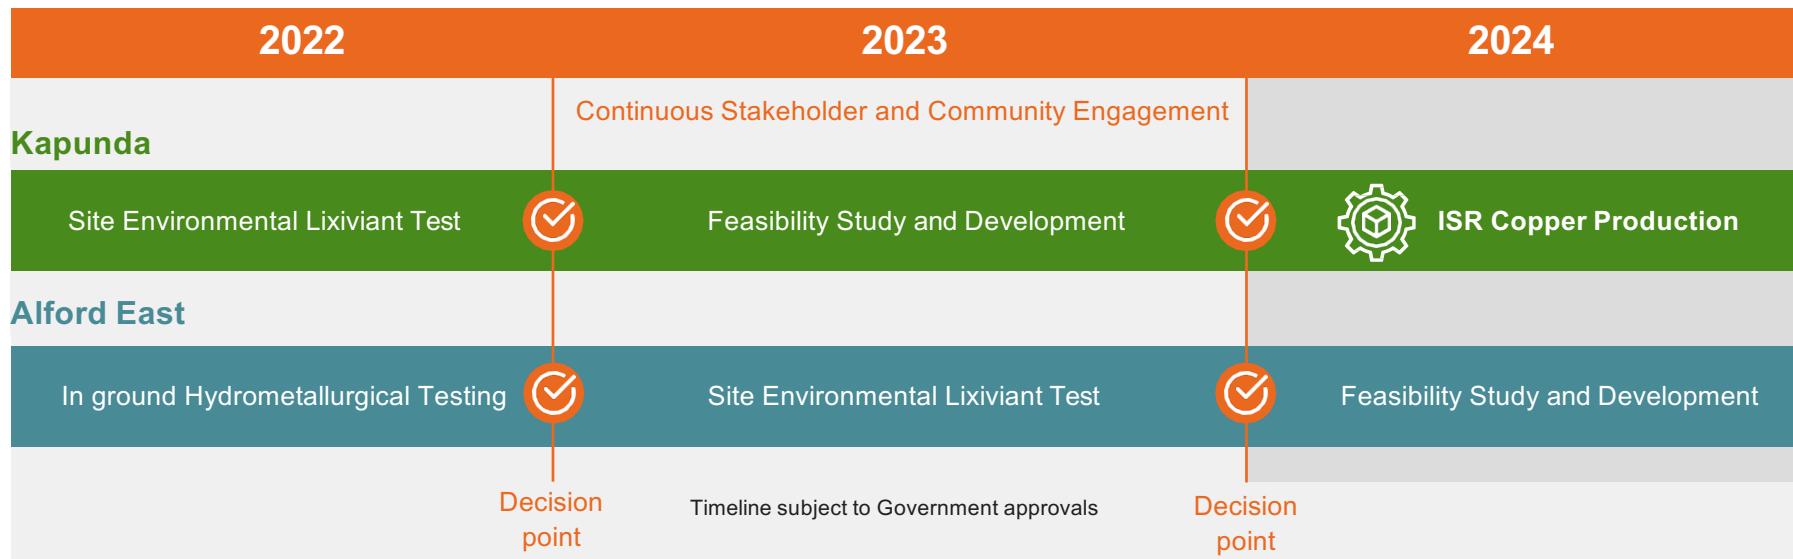 2022 2023 2024
Continuous Stakeholder and Community Engagement
Kapunda
Site Environmental Lixiviant Test Feasibility Study and Development ISR Copper Production
Alford East
In ground Hydrometallurgical Testing Site Environmental Lixiviant Test Feasibility Study and Development
Decision
point
Timeline subject to Government approvals
Decision
point